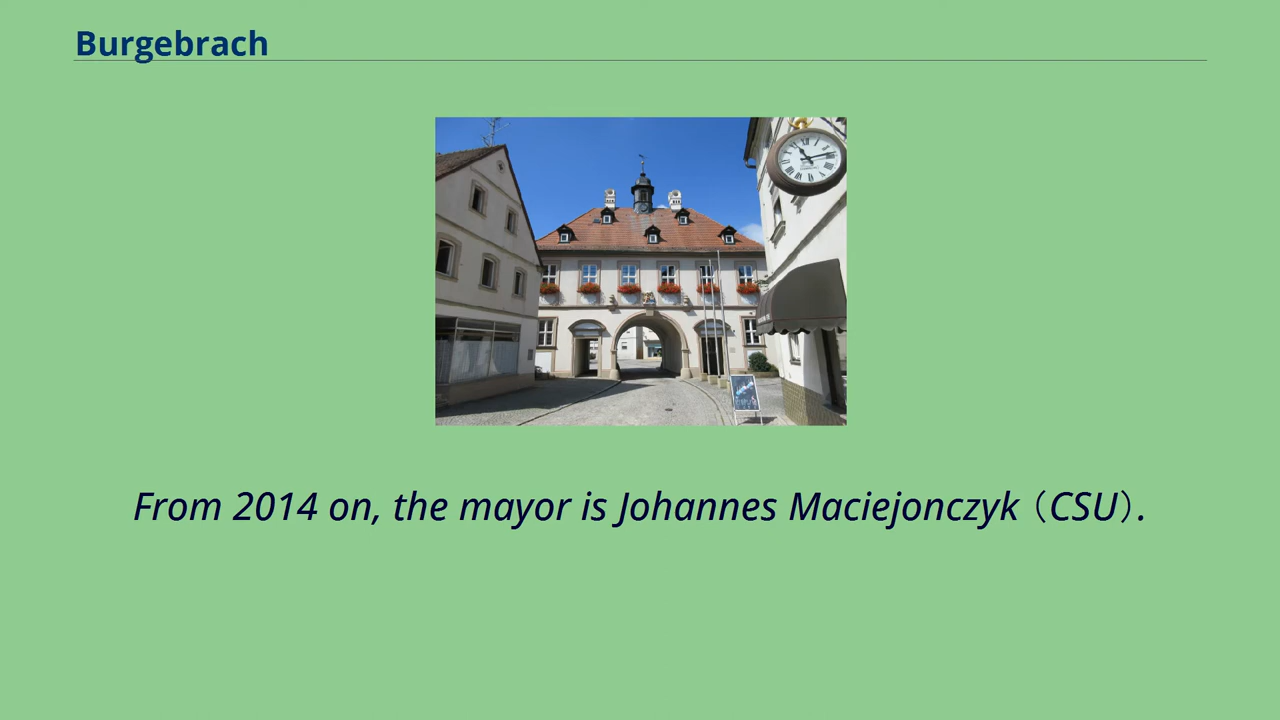 Burgebrach
From 2014 on, the mayor is Johannes Maciejonczyk（CSU）.